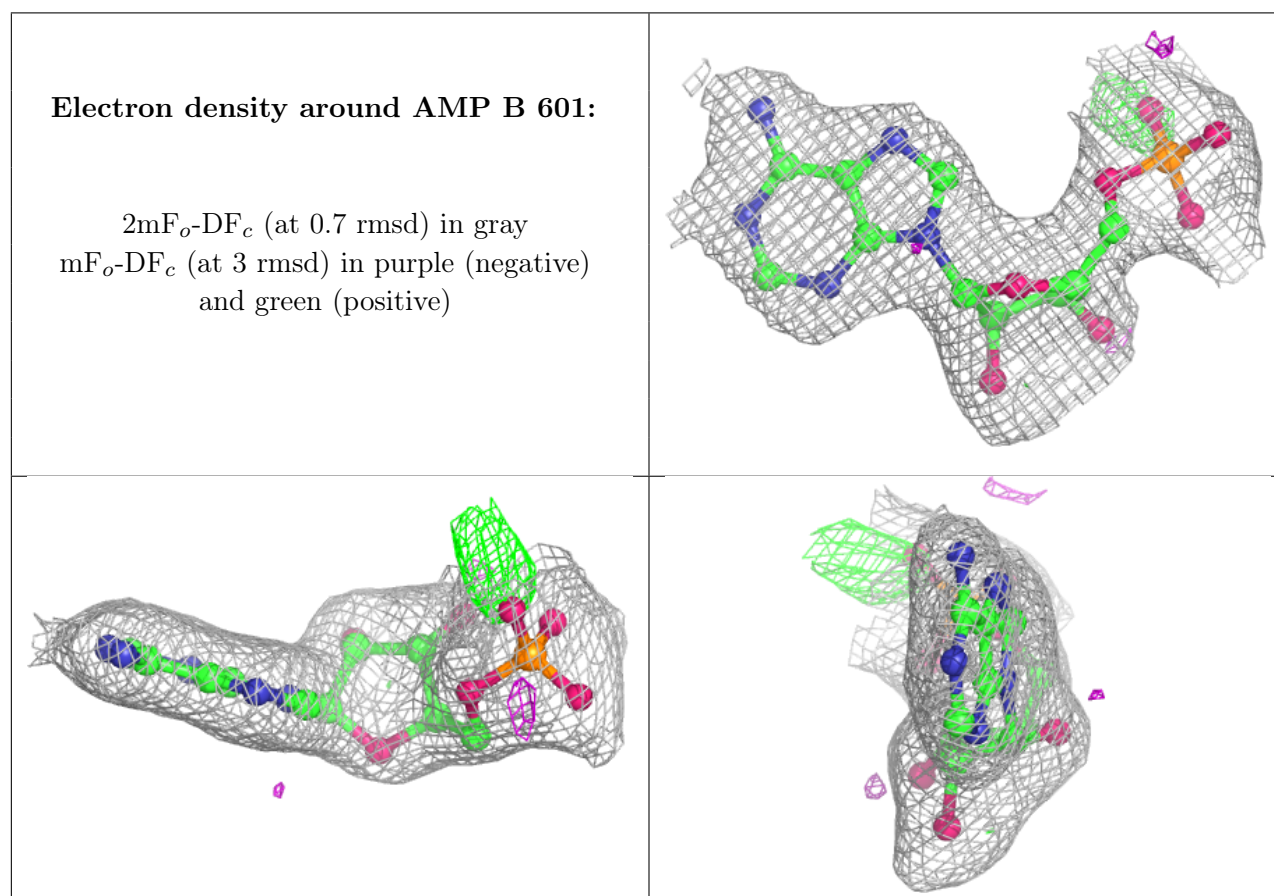 Electron density around AMP B 601:
2mFₒ-DF𝒸 (at 0.7 rmsd) in gray
mFₒ-DF𝒸 (at 3 rmsd) in purple (negative)
and green (positive)